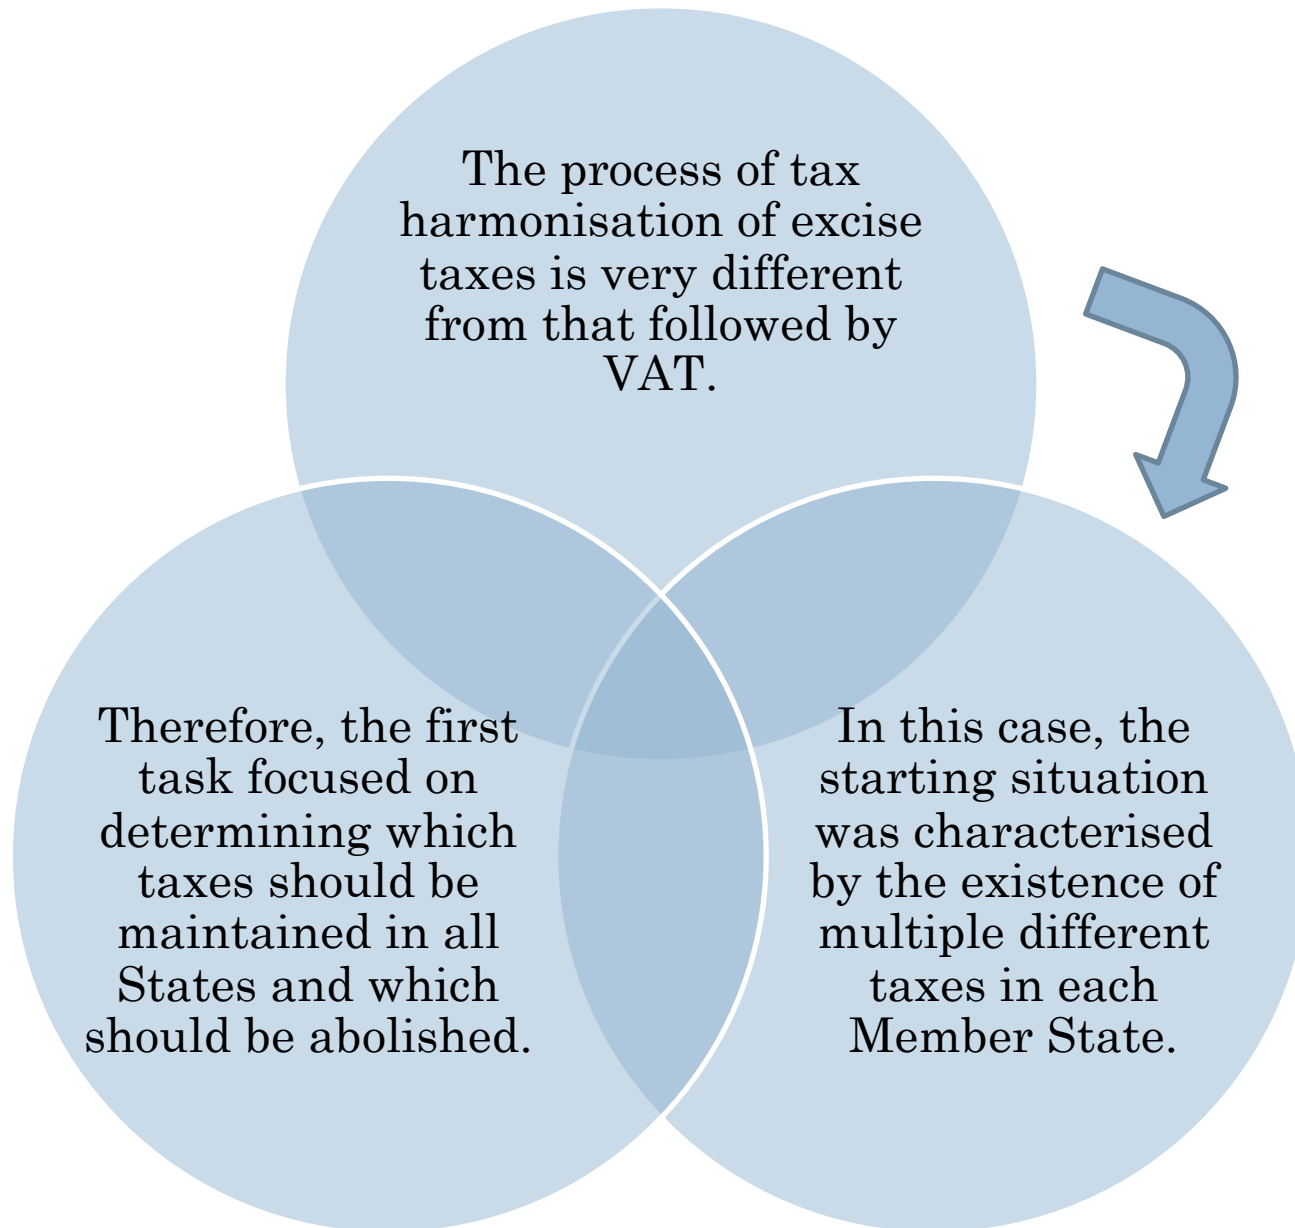 The process of tax
harmonisation of excise
taxes is very different
from that followed by
VAT.
In this case, the
starting situation
was characterised
by the existence of
multiple different
taxes in each
Member State.
Therefore, the first
task focused on
determining which
taxes should be
maintained in all
States and which
should be abolished.